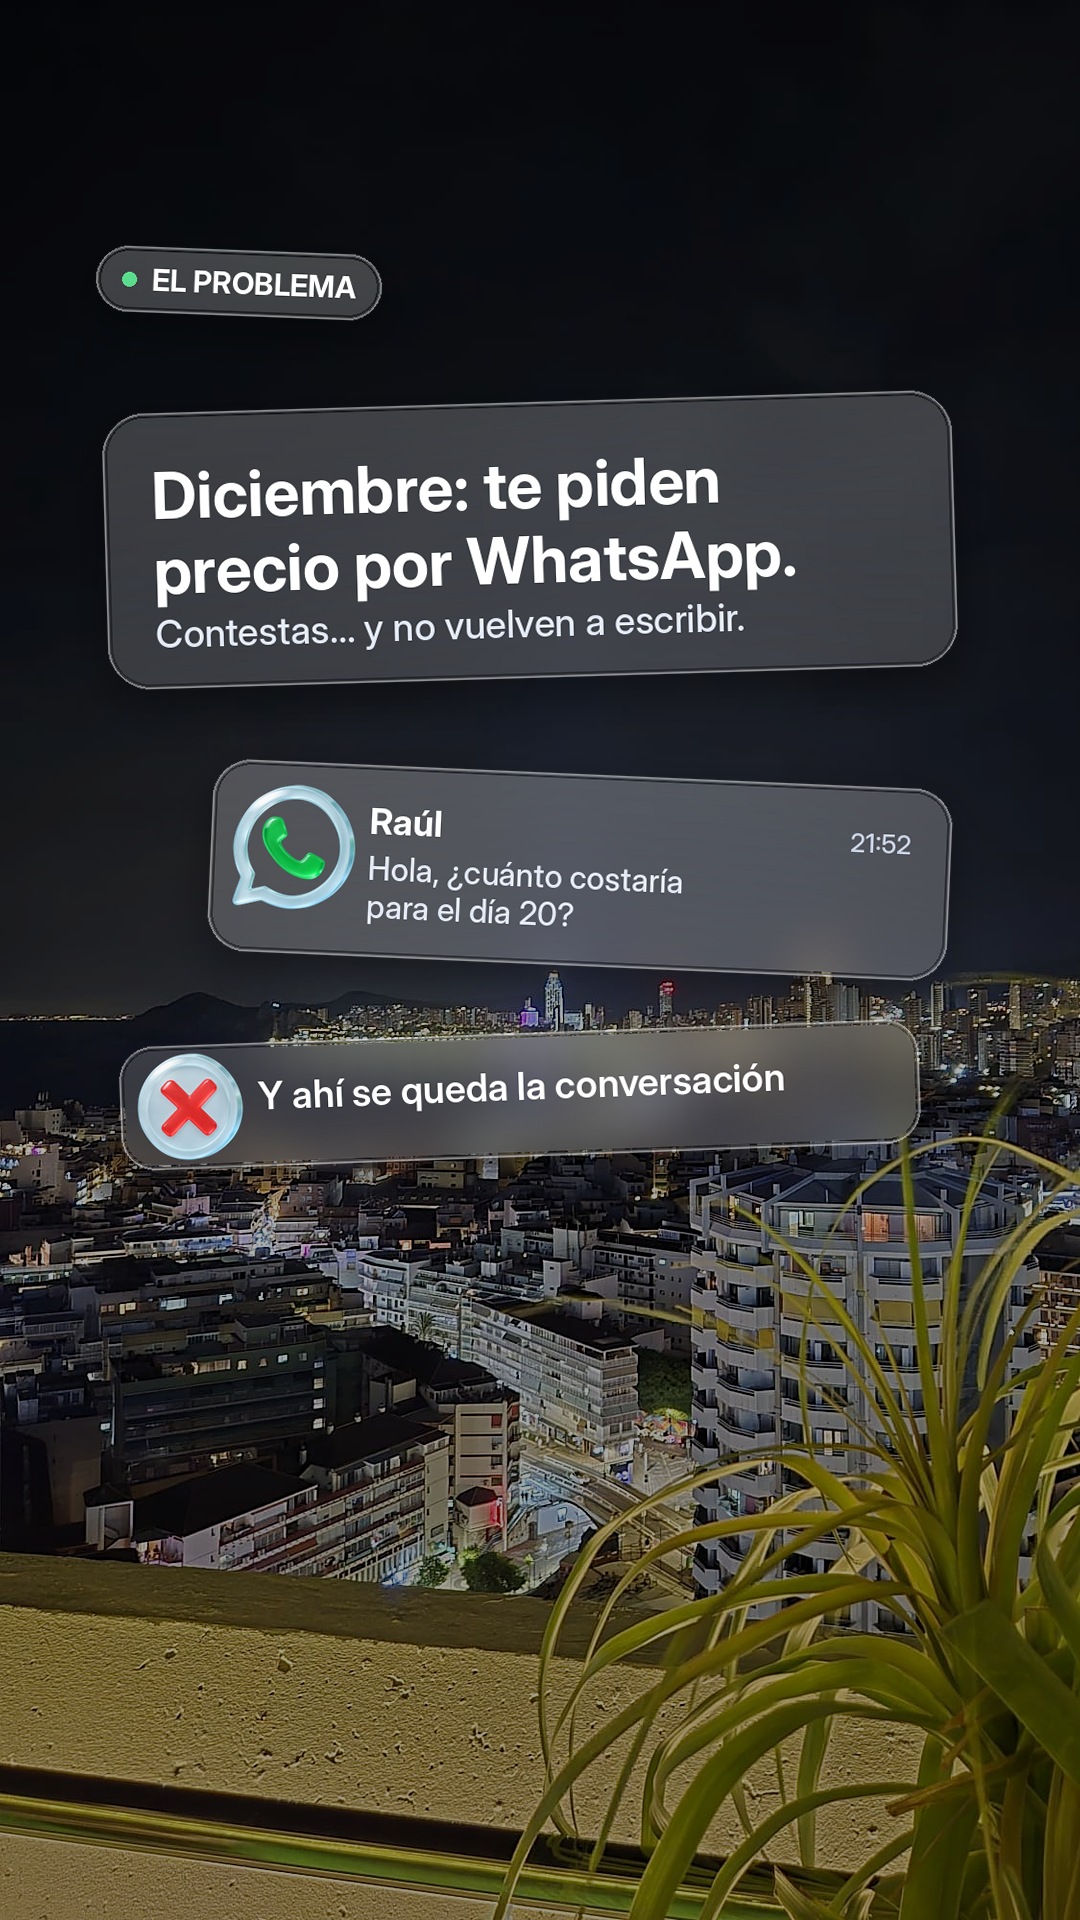 EL PROBLEMA
Diciembre: te piden
precio por WhatsApp.
Contestas... y no vuelven a escribir.
Raúl
21:52
Hola, ¿cuánto costaría
para el día 20?
Y ahí se queda la conversación